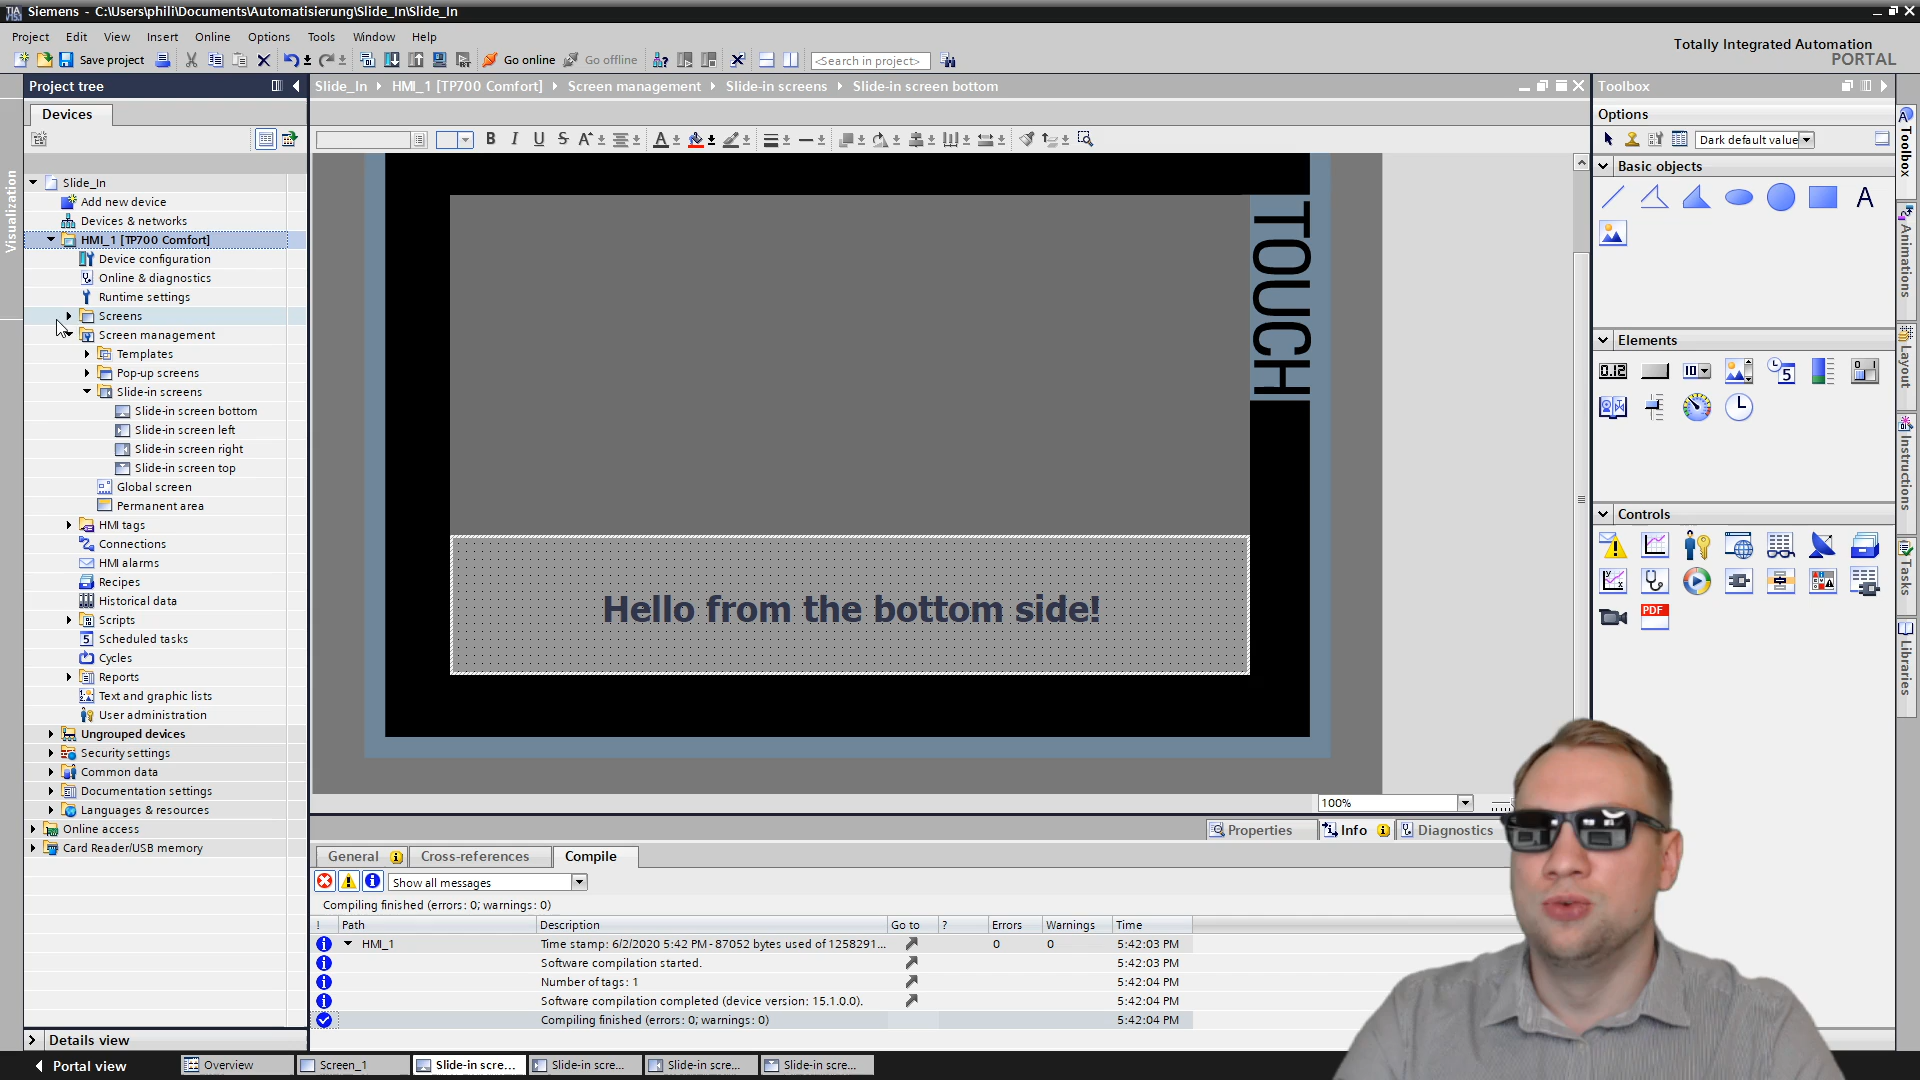 Siemens - C:\Users\phili\Documents\Automatisierung\Slide_In\Slide_In
Project Edit View Insert Online Options Tools Window Help
Totally Integrated Automation
PORTAL
Save project
Go online
Go offline
<Search in project>
Project tree
Slide_In HMI_1 [TP700 Comfort] Screen management Slide-in screens Slide-in screen bottom
Toolbox
Devices
Options
B I U S A
A
Dark default value
Basic objects
A
Visualization
Slide_In
Add new device
Devices & networks
HMI_1 [TP700 Comfort]
Device configuration
Online & diagnostics
Runtime settings
Screens
Screen management
Templates
Pop-up screens
Slide-in screens
Slide-in screen bottom
Slide-in screen left
Slide-in screen right
Slide-in screen top
Global screen
Permanent area
HMI tags
Connections
HMI alarms
Recipes
Historical data
Scripts
Scheduled tasks
Cycles
Reports
Text and graphic lists
User administration
Ungrouped devices
Security settings
Common data
Documentation settings
Languages & resources
Online access
Card Reader/USB memory
Details view
TOUCH
Hello from the bottom side!
100%
Elements
0.12
10
5
0 1
Controls
PDF
Toolbox
Animations
Layout
Instructions
Tasks
Libraries
Properties Info Diagnostics
General Cross-references Compile
Show all messages
Compiling finished (errors: 0; warnings: 0)
! Path Description Go to ? Errors Warnings Time
HMI_1 Time stamp: 6/2/2020 5:42 PM - 87052 bytes used of 1258291... 0 0 5:42:03 PM
Software compilation started. 5:42:03 PM
Number of tags: 1 5:42:04 PM
Software compilation completed (device version: 15.1.0.0). 5:42:04 PM
Compiling finished (errors: 0; warnings: 0) 5:42:04 PM
Portal view Overview Screen_1 Slide-in scre... Slide-in scre... Slide-in scre... Slide-in scre...